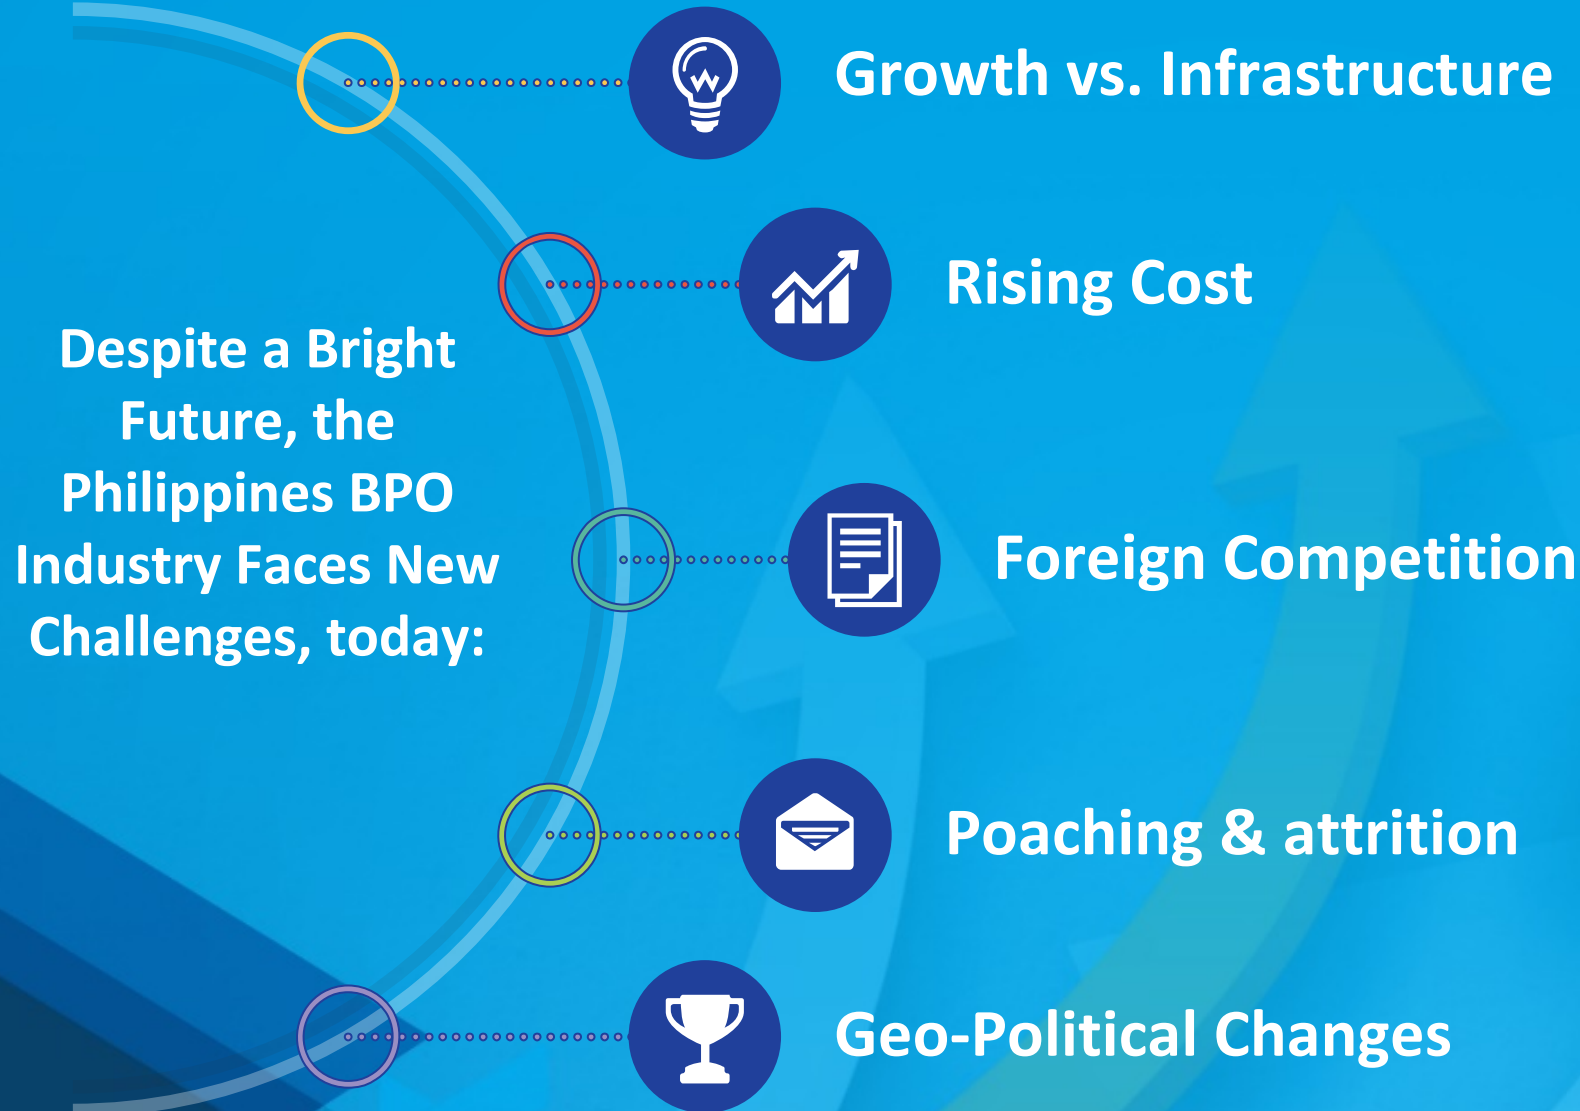 Despite a Bright
Future, the
Philippines BPO
Industry Faces New
Challenges, today:
Growth vs. Infrastructure
Rising Cost
Foreign Competition
Poaching & attrition
Geo-Political Changes